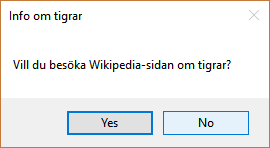 Info om tigrar
Vill du besöka Wikipedia-sidan om tigrar?
Yes
No